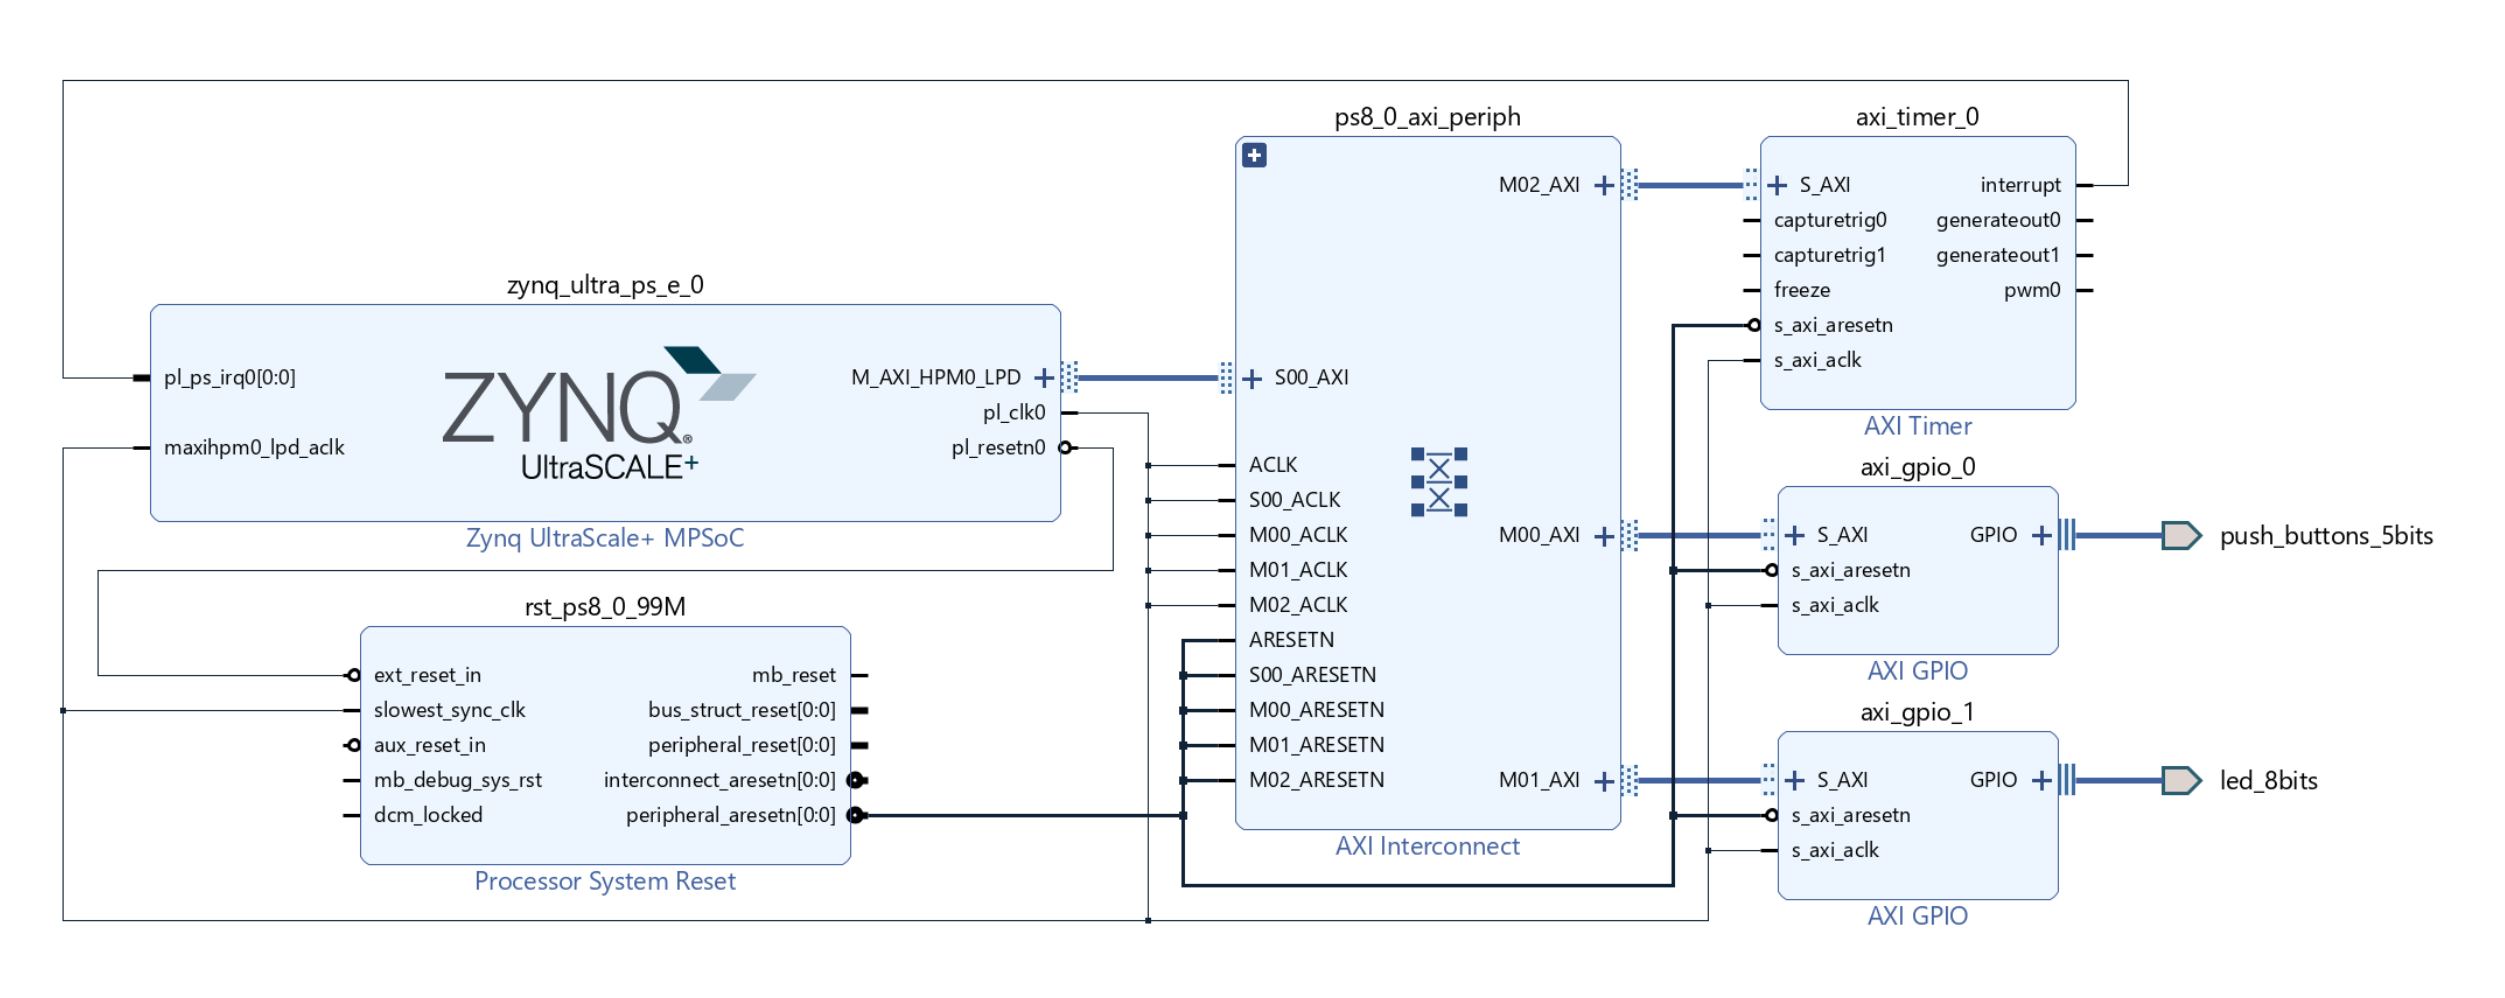 zynq_ultra_ps_e_0
pl_ps_irq0[0:0]
maxihpm0_lpd_aclk
ZYNQ®
UltraSCALE+
M_AXI_HPM0_LPD
pl_clk0
pl_resetn0
Zynq UltraScale+ MPSoC
rst_ps8_0_99M
ext_reset_in
slowest_sync_clk
aux_reset_in
mb_debug_sys_rst
dcm_locked
mb_reset
bus_struct_reset[0:0]
peripheral_reset[0:0]
interconnect_aresetn[0:0]
peripheral_aresetn[0:0]
Processor System Reset
ps8_0_axi_periph
S00_AXI
ACLK
S00_ACLK
M00_ACLK
M01_ACLK
M02_ACLK
ARESETN
S00_ARESETN
M00_ARESETN
M01_ARESETN
M02_ARESETN
M02_AXI
M00_AXI
M01_AXI
AXI Interconnect
axi_timer_0
S_AXI
capturetrig0
capturetrig1
freeze
s_axi_aresetn
s_axi_aclk
interrupt
generateout0
generateout1
pwm0
AXI Timer
axi_gpio_0
S_AXI
s_axi_aresetn
s_axi_aclk
GPIO
AXI GPIO
push_buttons_5bits
axi_gpio_1
S_AXI
s_axi_aresetn
s_axi_aclk
GPIO
AXI GPIO
led_8bits